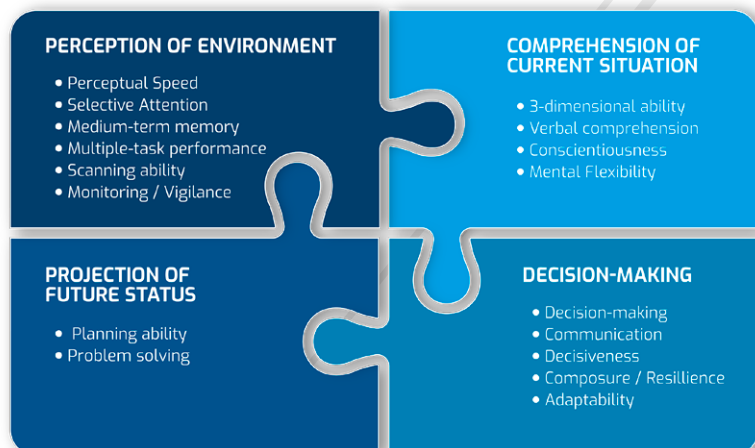 PERCEPTION OF ENVIRONMENT
• Perceptual Speed
• Selective Attention
• Medium-term memory
• Multiple-task performance
• Scanning ability
• Monitoring / Vigilance
COMPREHENSION OF
CURRENT SITUATION
• 3-dimensional ability
• Verbal comprehension
• Conscientiousness
• Mental Flexibility
PROJECTION OF
FUTURE STATUS
• Planning ability
• Problem solving
DECISION-MAKING
• Decision-making
• Communication
• Decisiveness
• Composure / Resillience
• Adaptability